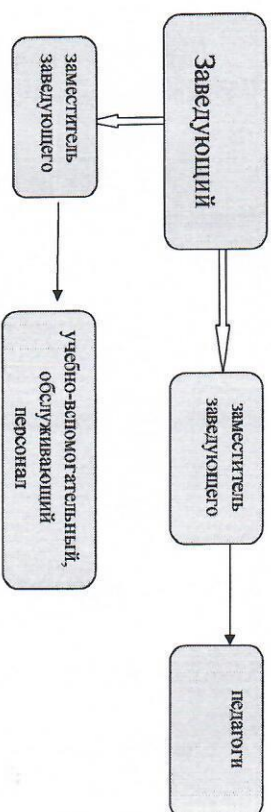 Заведующий
заместитель
заведующего
педагоги
заместитель
заведующего
учебно-вспомогательный,
обслуживающий
персонал